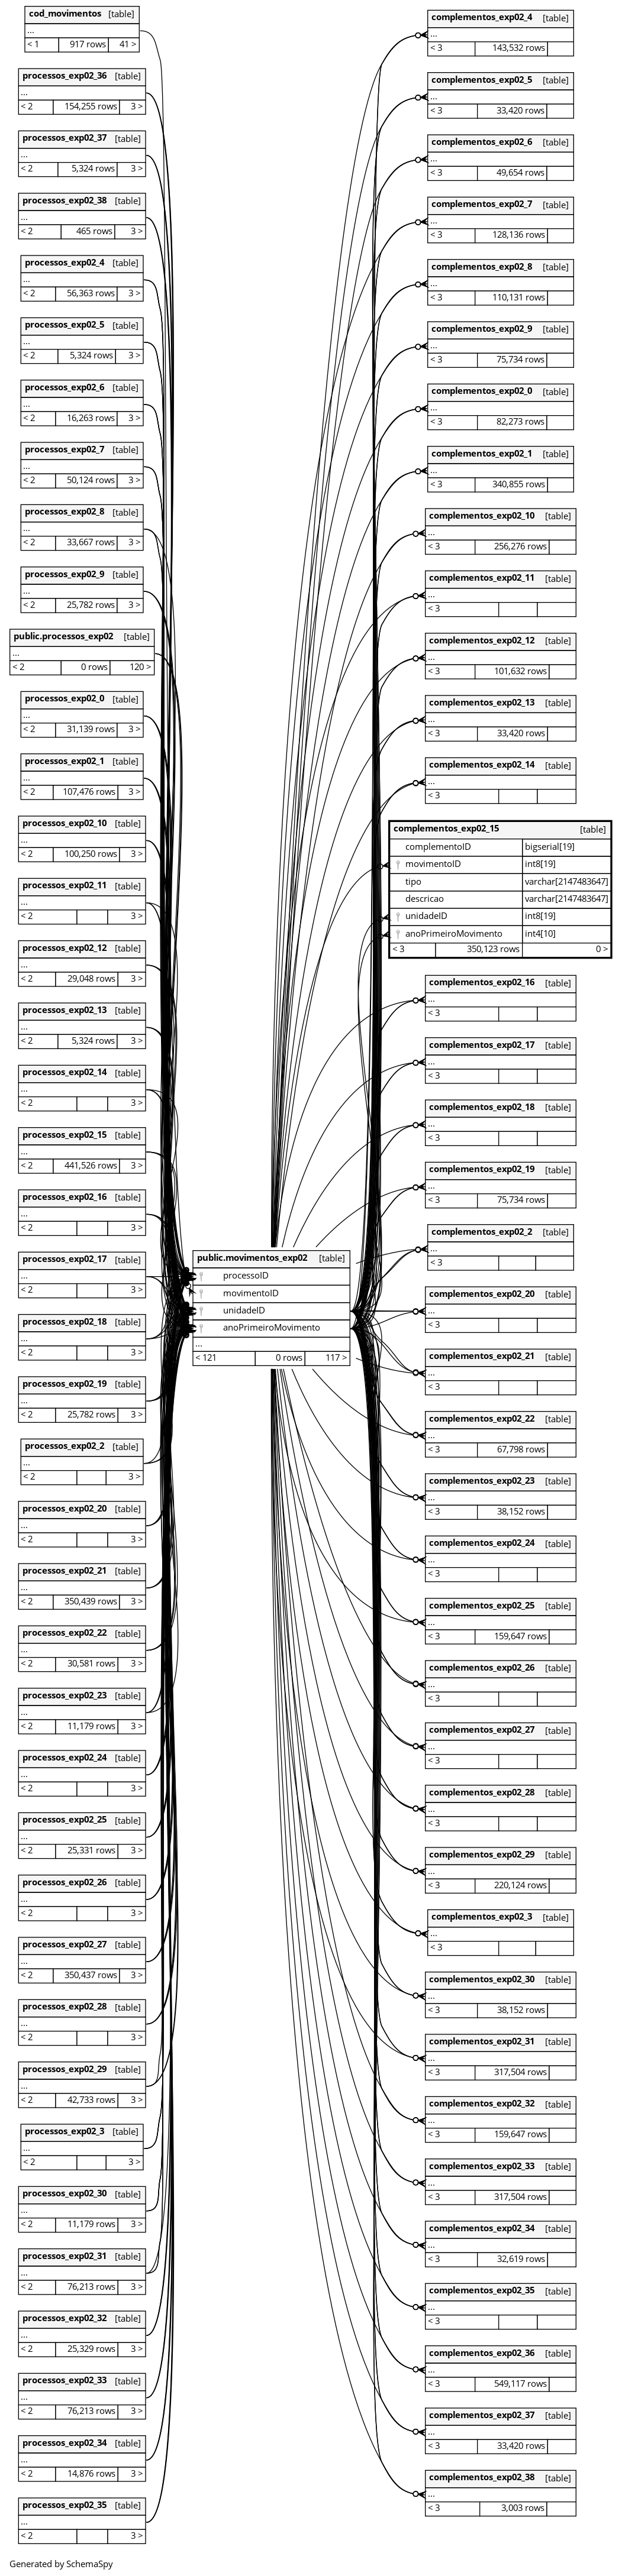 cod_movimentos [table]
...
< 1 917 rows 41 >
processos_exp02_36 [table]
...
< 2 154,255 rows 3 >
processos_exp02_37 [table]
...
< 2 5,324 rows 3 >
processos_exp02_38 [table]
...
< 2 465 rows 3 >
processos_exp02_4 [table]
...
< 2 56,363 rows 3 >
processos_exp02_5 [table]
...
< 2 5,324 rows 3 >
processos_exp02_6 [table]
...
< 2 16,263 rows 3 >
processos_exp02_7 [table]
...
< 2 50,124 rows 3 >
processos_exp02_8 [table]
...
< 2 33,667 rows 3 >
processos_exp02_9 [table]
...
< 2 25,782 rows 3 >
public.processos_exp02 [table]
...
< 2 0 rows 120 >
processos_exp02_0 [table]
...
< 2 31,139 rows 3 >
processos_exp02_1 [table]
...
< 2 107,476 rows 3 >
processos_exp02_10 [table]
...
< 2 100,250 rows 3 >
processos_exp02_11 [table]
...
< 2 3 >
processos_exp02_12 [table]
...
< 2 29,048 rows 3 >
processos_exp02_13 [table]
...
< 2 5,324 rows 3 >
processos_exp02_14 [table]
...
< 2 3 >
processos_exp02_15 [table]
...
< 2 441,526 rows 3 >
processos_exp02_16 [table]
...
< 2 3 >
processos_exp02_17 [table]
...
< 2 3 >
processos_exp02_18 [table]
...
< 2 3 >
processos_exp02_19 [table]
...
< 2 25,782 rows 3 >
processos_exp02_2 [table]
...
< 2 3 >
processos_exp02_20 [table]
...
< 2 3 >
processos_exp02_21 [table]
...
< 2 350,439 rows 3 >
processos_exp02_22 [table]
...
< 2 30,581 rows 3 >
processos_exp02_23 [table]
...
< 2 11,179 rows 3 >
processos_exp02_24 [table]
...
< 2 3 >
processos_exp02_25 [table]
...
< 2 25,331 rows 3 >
processos_exp02_26 [table]
...
< 2 3 >
processos_exp02_27 [table]
...
< 2 350,437 rows 3 >
processos_exp02_28 [table]
...
< 2 3 >
processos_exp02_29 [table]
...
< 2 42,733 rows 3 >
processos_exp02_3 [table]
...
< 2 3 >
processos_exp02_30 [table]
...
< 2 11,179 rows 3 >
processos_exp02_31 [table]
...
< 2 76,213 rows 3 >
processos_exp02_32 [table]
...
< 2 25,329 rows 3 >
processos_exp02_33 [table]
...
< 2 76,213 rows 3 >
processos_exp02_34 [table]
...
< 2 14,876 rows 3 >
processos_exp02_35 [table]
...
< 2 3 >
public.movimentos_exp02 [table]
processoID
movimentoID
unidadeID
anoPrimeiroMovimento
...
< 121 0 rows 117 >
complementos_exp02_4 [table]
...
< 3 143,532 rows
complementos_exp02_5 [table]
...
< 3 33,420 rows
complementos_exp02_6 [table]
...
< 3 49,654 rows
complementos_exp02_7 [table]
...
< 3 128,136 rows
complementos_exp02_8 [table]
...
< 3 110,131 rows
complementos_exp02_9 [table]
...
< 3 75,734 rows
complementos_exp02_0 [table]
...
< 3 82,273 rows
complementos_exp02_1 [table]
...
< 3 340,855 rows
complementos_exp02_10 [table]
...
< 3 256,276 rows
complementos_exp02_11 [table]
...
< 3
complementos_exp02_12 [table]
...
< 3 101,632 rows
complementos_exp02_13 [table]
...
< 3 33,420 rows
complementos_exp02_14 [table]
...
< 3
complementos_exp02_15 [table]
complementoID bigserial[19]
movimentoID int8[19]
tipo varchar[2147483647]
descricao varchar[2147483647]
unidadeID int8[19]
anoPrimeiroMovimento int4[10]
< 3 350,123 rows 0 >
complementos_exp02_16 [table]
...
< 3
complementos_exp02_17 [table]
...
< 3
complementos_exp02_18 [table]
...
< 3
complementos_exp02_19 [table]
...
< 3 75,734 rows
complementos_exp02_2 [table]
...
< 3
complementos_exp02_20 [table]
...
< 3
complementos_exp02_21 [table]
...
< 3
complementos_exp02_22 [table]
...
< 3 67,798 rows
complementos_exp02_23 [table]
...
< 3 38,152 rows
complementos_exp02_24 [table]
...
< 3
complementos_exp02_25 [table]
...
< 3 159,647 rows
complementos_exp02_26 [table]
...
< 3
complementos_exp02_27 [table]
...
< 3
complementos_exp02_28 [table]
...
< 3
complementos_exp02_29 [table]
...
< 3 220,124 rows
complementos_exp02_3 [table]
...
< 3
complementos_exp02_30 [table]
...
< 3 38,152 rows
complementos_exp02_31 [table]
...
< 3 317,504 rows
complementos_exp02_32 [table]
...
< 3 159,647 rows
complementos_exp02_33 [table]
...
< 3 317,504 rows
complementos_exp02_34 [table]
...
< 3 32,619 rows
complementos_exp02_35 [table]
...
< 3
complementos_exp02_36 [table]
...
< 3 549,117 rows
complementos_exp02_37 [table]
...
< 3 33,420 rows
complementos_exp02_38 [table]
...
< 3 3,003 rows
Generated by SchemaSpy